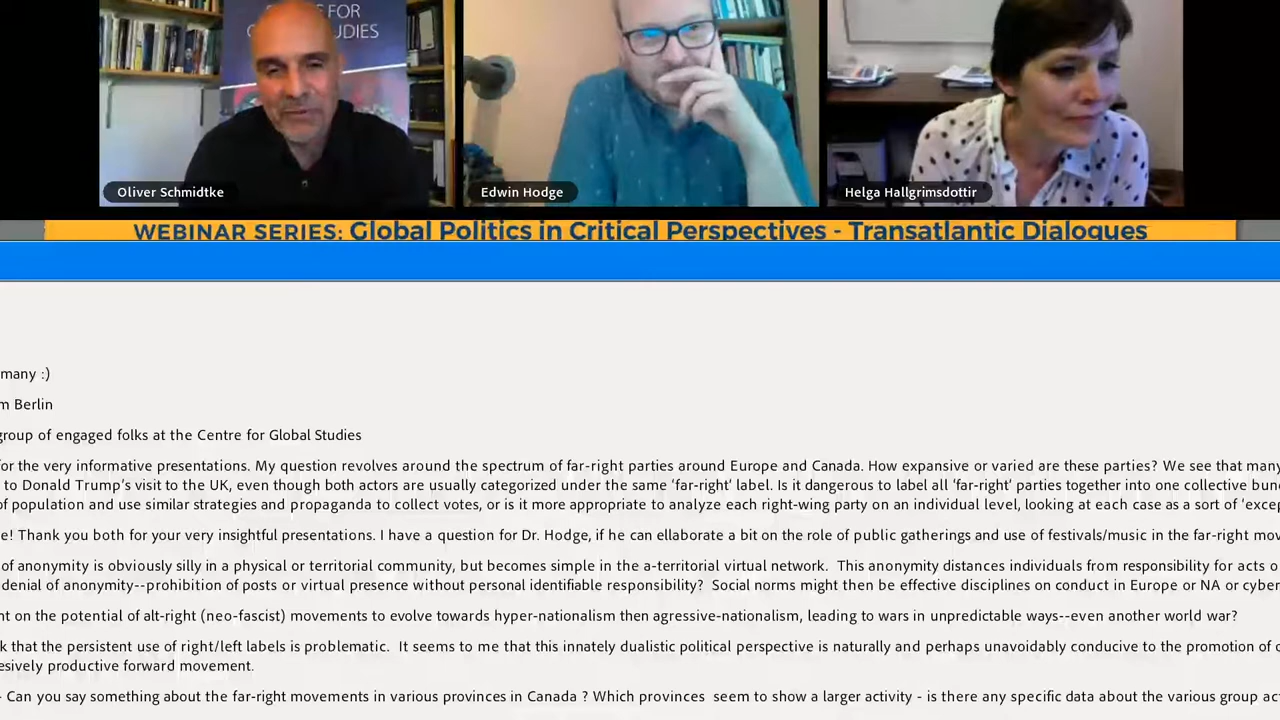 CENTRE FOR
GLOBAL STUDIES
Oliver Schmidtke
Edwin Hodge
Helga Hallgrimsdottir
WEBINAR SERIES: Global Politics in Critical Perspectives - Transatlantic Dialogues
many :)
m Berlin
group of engaged folks at the Centre for Global Studies
for the very informative presentations. My question revolves around the spectrum of far-right parties around Europe and Canada. How expansive or varied are these parties? We see that many
to Donald Trump's visit to the UK, even though both actors are usually categorized under the same 'far-right' label. Is it dangerous to label all 'far-right' parties together into one collective bun
of population and use similar strategies and propaganda to collect votes, or is it more appropriate to analyze each right-wing party on an individual level, looking at each case as a sort of 'excep
e! Thank you both for your very insightful presentations. I have a question for Dr. Hodge, if he can ellaborate a bit on the role of public gatherings and use of festivals/music in the far-right mov
of anonymity is obviously silly in a physical or territorial community, but becomes simple in the a-territorial virtual network. This anonymity distances individuals from responsibility for acts o
denial of anonymity--prohibition of posts or virtual presence without personal identifiable responsibility? Social norms might then be effective disciplines on conduct in Europe or NA or cyber
nt on the potential of alt-right (neo-fascist) movements to evolve towards hyper-nationalism then agressive-nationalism, leading to wars in unpredictable ways--even another world war?
k that the persistent use of right/left labels is problematic. It seems to me that this innately dualistic political perspective is naturally and perhaps unavoidably conducive to the promotion of c
esively productive forward movement.
- Can you say something about the far-right movements in various provinces in Canada ? Which provinces seem to show a larger activity - is there any specific data about the various group act